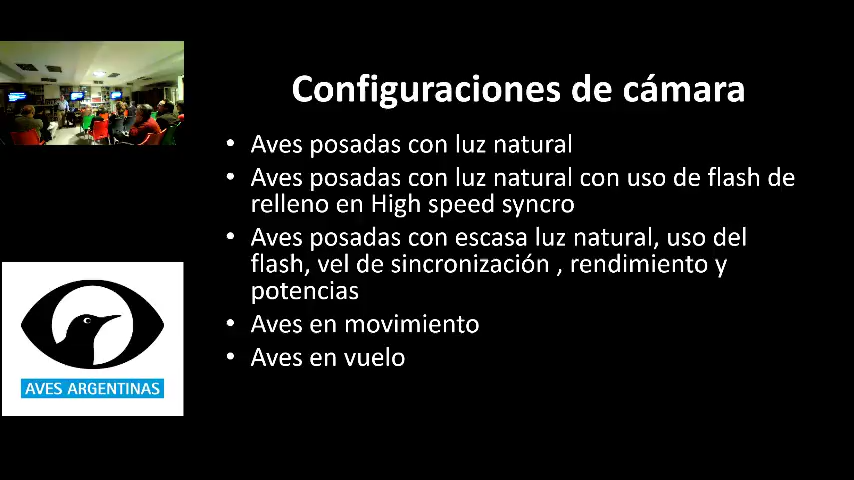 Configuraciones de cámara
• Aves posadas con luz natural
• Aves posadas con luz natural con uso de flash de
relleno en High speed syncro
• Aves posadas con escasa luz natural, uso del
flash, vel de sincronización , rendimiento y
potencias
• Aves en movimiento
• Aves en vuelo
AVES ARGENTINAS